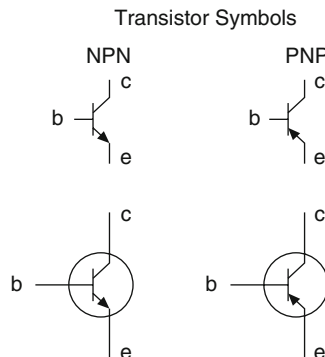 Transistor Symbols
NPN PNP
c c
b b
e e
c c
b b
e e